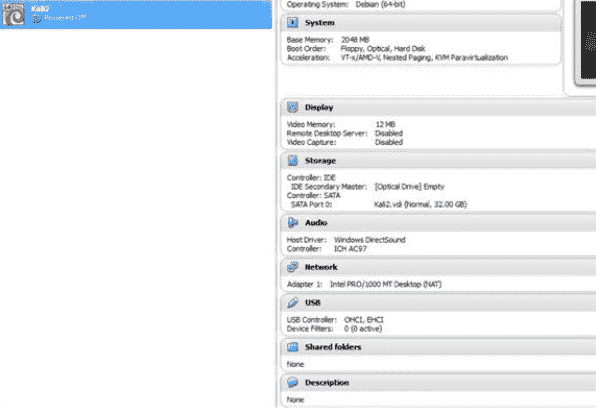 Kali2
Operating System: Debian (64-bit)
System
Base Memory: 2048 MB
Boot Order: Floppy, Optical, Hard Disk
Acceleration: VT-x/AMD-V, Nested Paging, KVM Paravirtualization
Display
Video Memory: 12 MB
Remote Desktop Server: Disabled
Video Capture: Disabled
Storage
Controller: IDE
IDE Secondary Master: [Optical Drive] Empty
Controller: SATA
SATA Port 0: Kali2.vdi (Normal, 32.00 GB)
Audio
Host Driver: Windows DirectSound
Controller: ICH AC97
Network
Adapter 1: Intel PRO/1000 MT Desktop (NAT)
USB
USB Controller: OHCI, EHCI
Device Filters: 0 (0 active)
Shared folders
None
Description
None